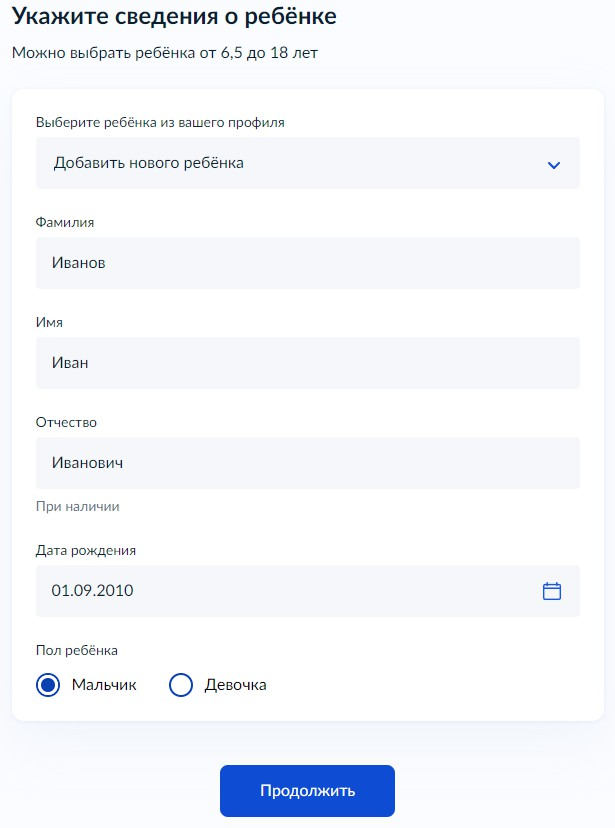 Укажите сведения о ребёнке
Можно выбрать ребёнка от 6,5 до 18 лет
Выберите ребёнка из вашего профиля
Добавить нового ребёнка
Фамилия
Иванов
Имя
Иван
Отчество
Иванович
При наличии
Дата рождения
01.09.2010
Пол ребёнка
Мальчик Девочка
Продолжить